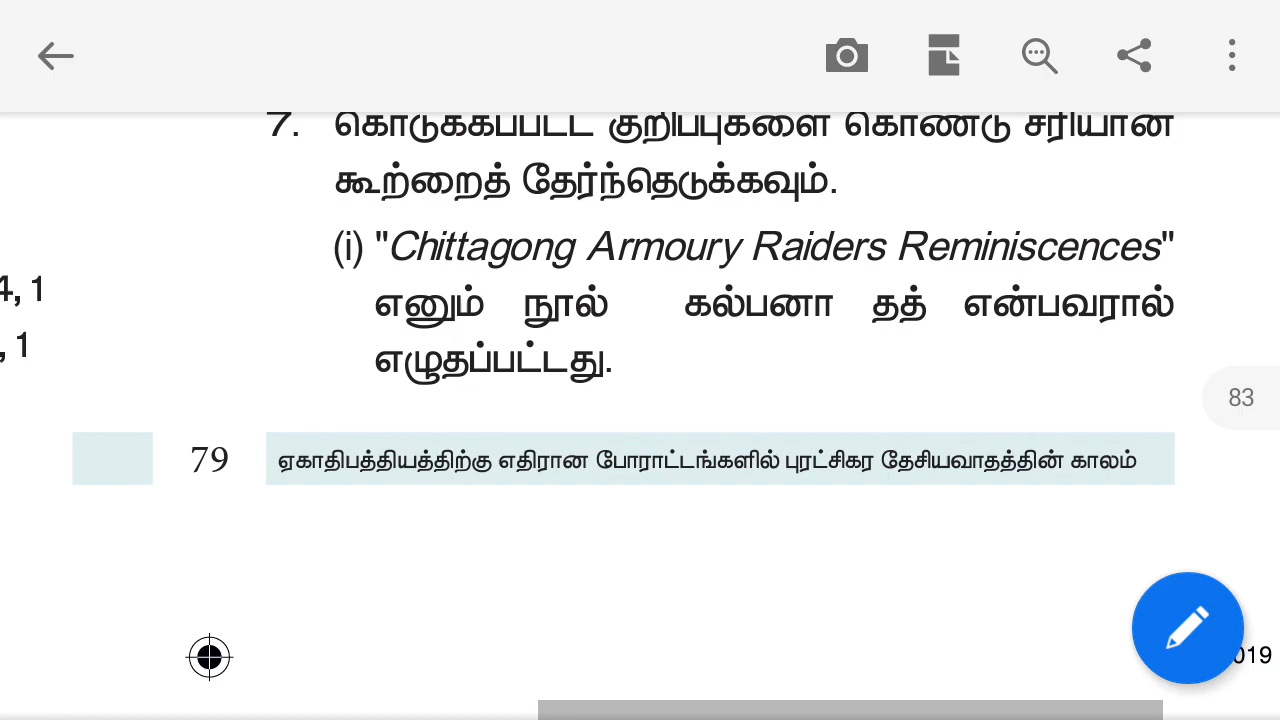 7. கொடுக்கப்பட்ட குறிப்புகளை கொண்டு சரியான
கூற்றைத் தேர்ந்தெடுக்கவும்.
(i) "Chittagong Armoury Raiders Reminiscences"
எனும் நூல் கல்பனா தத் என்பவரால்
எழுதப்பட்டது.
4, 1
, 1
83
79 ஏகாதிபத்தியத்திற்கு எதிரான போராட்டங்களில் புரட்சிகர தேசியவாதத்தின் காலம்
019